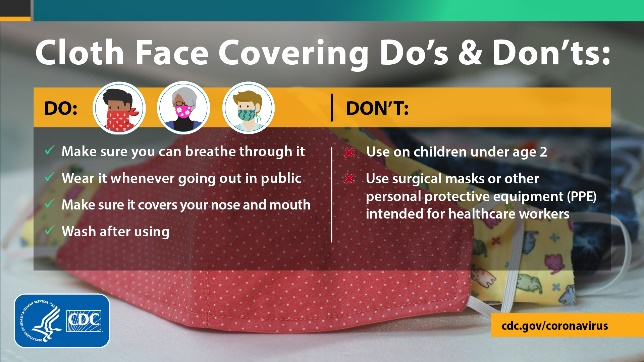 Cloth Face Covering Do's & Don'ts:
DO:
✓ Make sure you can breathe through it
✓ Wear it whenever going out in public
✓ Make sure it covers your nose and mouth
✓ Wash after using
DON'T:
✗ Use on children under age 2
✗ Use surgical masks or other
personal protective equipment (PPE)
intended for healthcare workers
CDC
cdc.gov/coronavirus